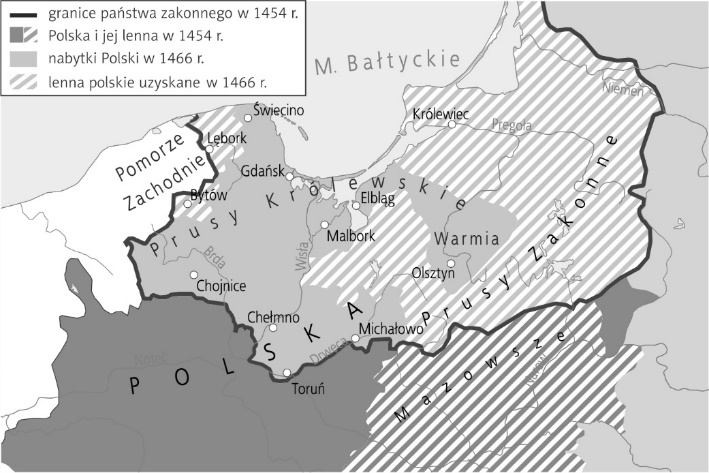 granice państwa zakonnego w 1454 r.
Polska i jej lenna w 1454 r.
nabytki Polski w 1466 r.
lenna polskie uzyskane w 1466 r.
M. Bałtyckie
Niemen
Świecino
Królewiec
Pregoła
Lębork
Pomorze
Zachodnie
Gdańsk
Bytów
Elbląg
Prusy Królewskie
Malbork
Warmia
Prusy Zakonne
Brda
Wisła
Olsztyn
Chojnice
Chełmno
Michałowo
Drwęca
Noteć
Toruń
POLSKA
Mazowsze
Narew